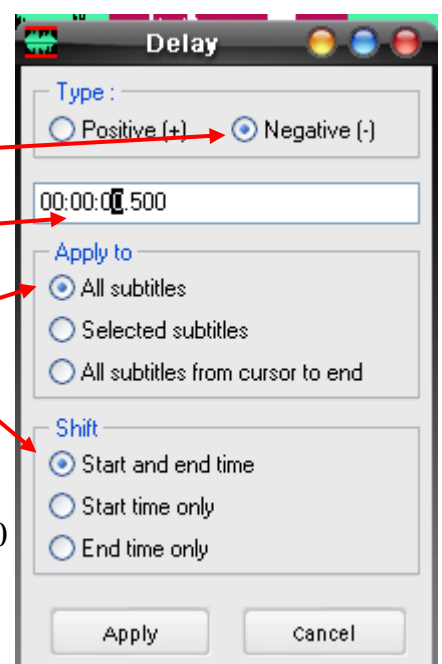 Delay
Type :
Positive (+) Negative (-)
00:00:00.500
Apply to
All subtitles
Selected subtitles
All subtitles from cursor to end
Shift
Start and end time
Start time only
End time only
Apply Cancel